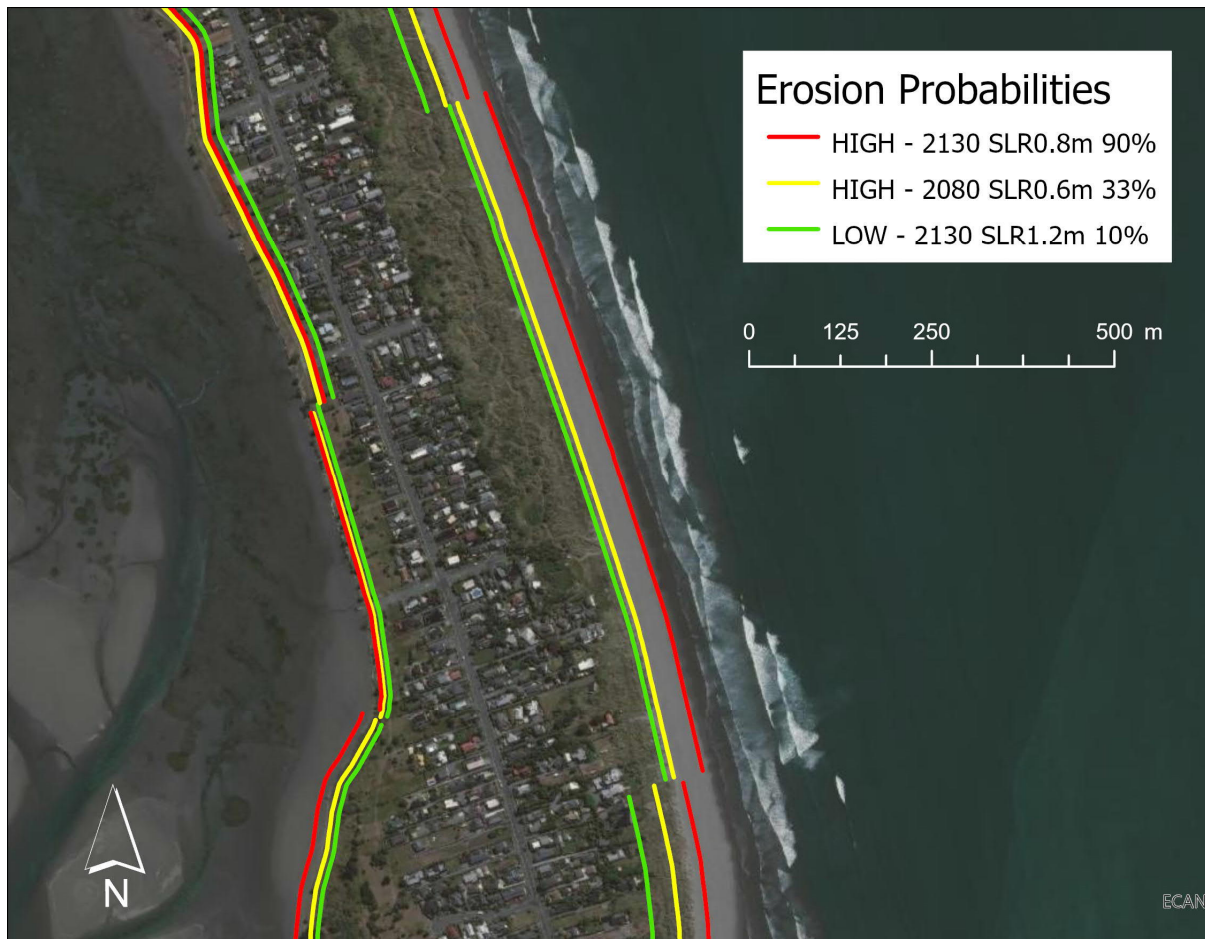 Erosion Probabilities
HIGH - 2130 SLR0.8m 90%
HIGH - 2080 SLR0.6m 33%
LOW - 2130 SLR1.2m 10%
0 125 250 500 m
N
ECAN